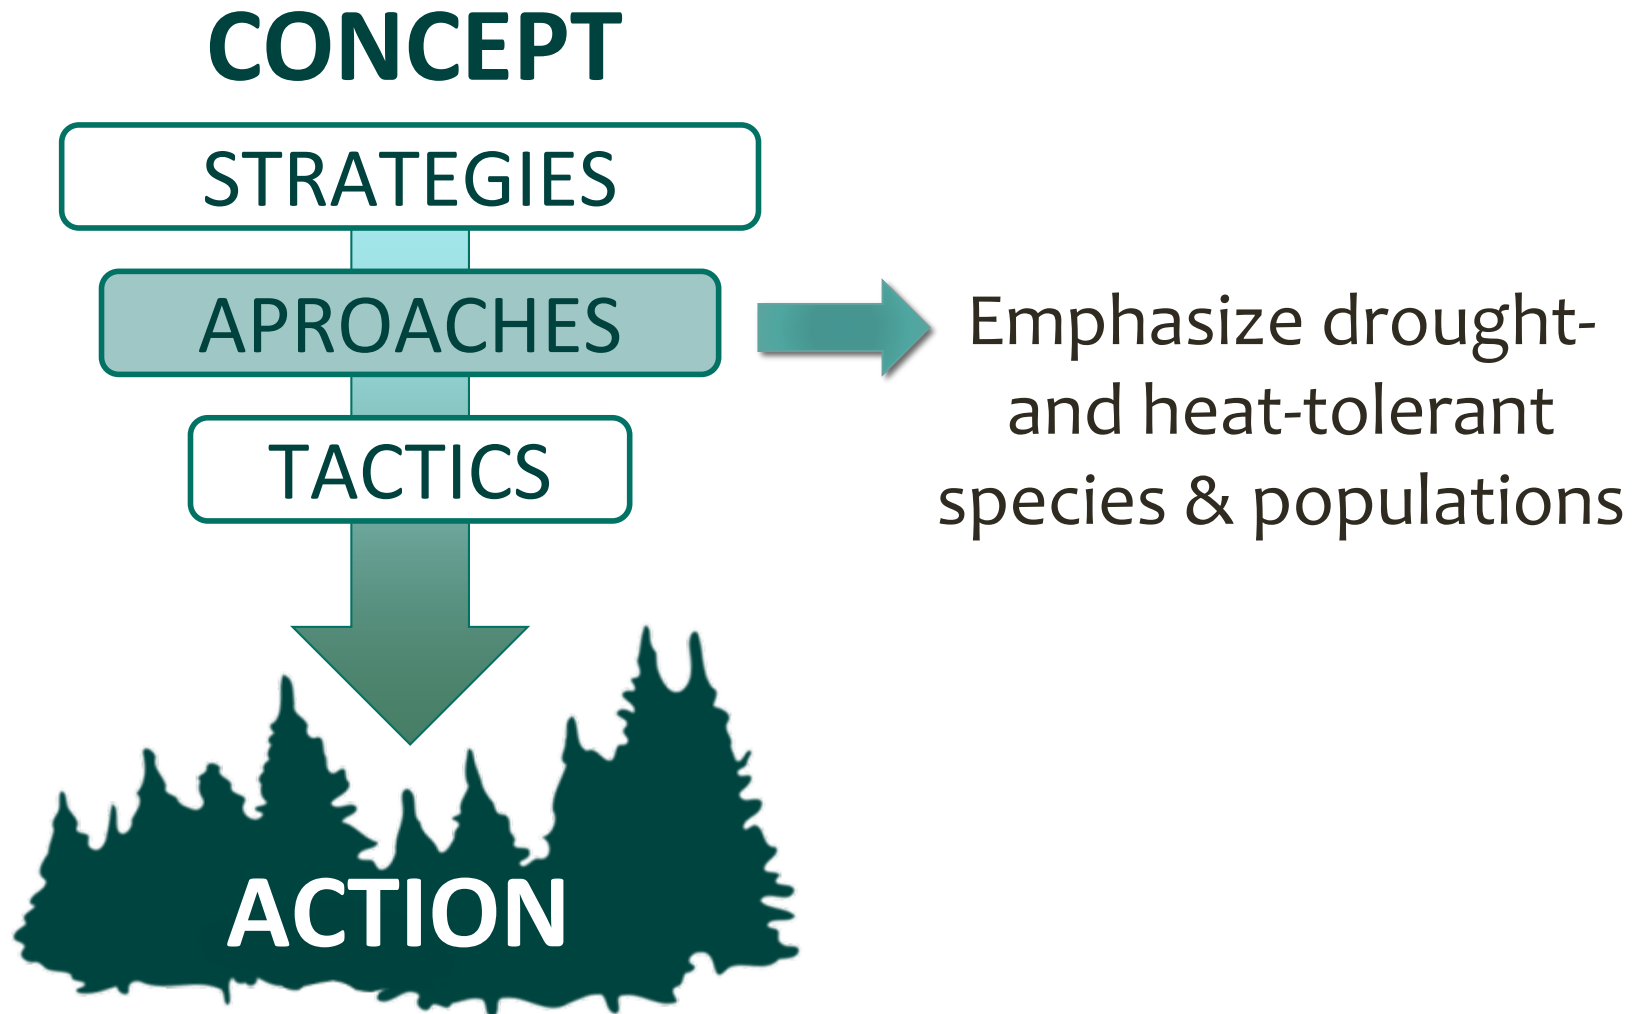 CONCEPT
STRATEGIES
APROACHES
TACTICS
ACTION
Emphasize drought-
and heat-tolerant
species & populations